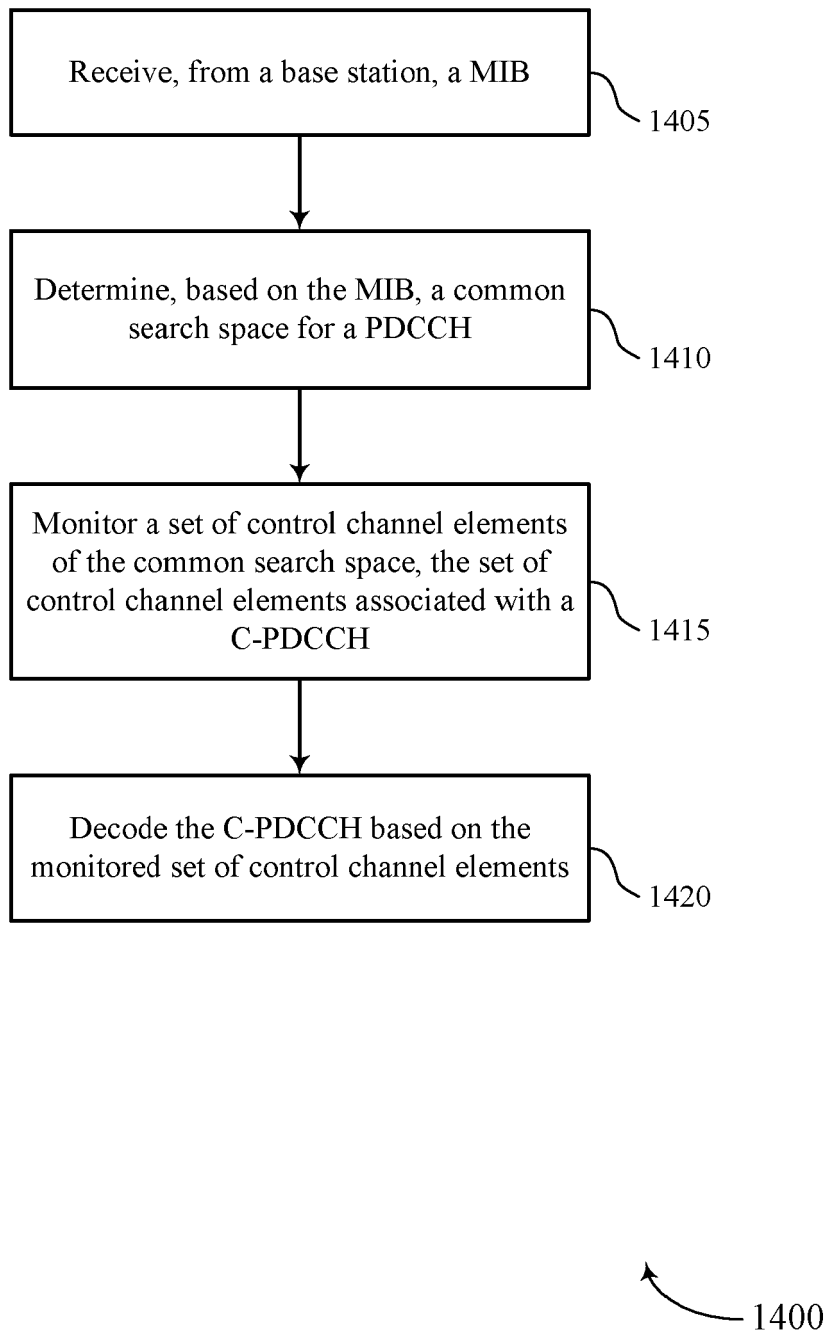 Receive, from a base station, a MIB
1405
Determine, based on the MIB, a common
search space for a PDCCH
1410
Monitor a set of control channel elements
of the common search space, the set of
control channel elements associated with a
C-PDCCH
1415
Decode the C-PDCCH based on the
monitored set of control channel elements
1420
1400